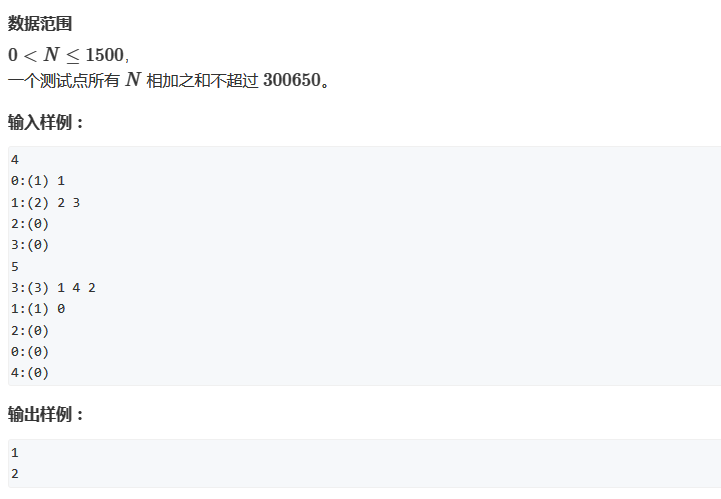 数据范围
0 < N ≤ 1500,
一个测试点所有 N 相加之和不超过 300650。
输入样例：
4
0:(1) 1
1:(2) 2 3
2:(0)
3:(0)
5
3:(3) 1 4 2
1:(1) 0
2:(0)
0:(0)
4:(0)
输出样例：
1
2